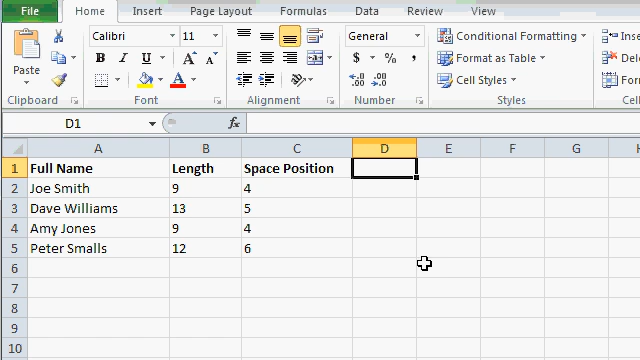 File Home Insert Page Layout Formulas Data Review View
Calibri 11 General Conditional Formatting
Paste B I U A $ % , Format as Table
Cell Styles
Clipboard Font Alignment Number Styles
D1 fx
A B C D E F G
1 Full Name Length Space Position
2 Joe Smith 9 4
3 Dave Williams 13 5
4 Amy Jones 9 4
5 Peter Smalls 12 6
6
7
8
9
10